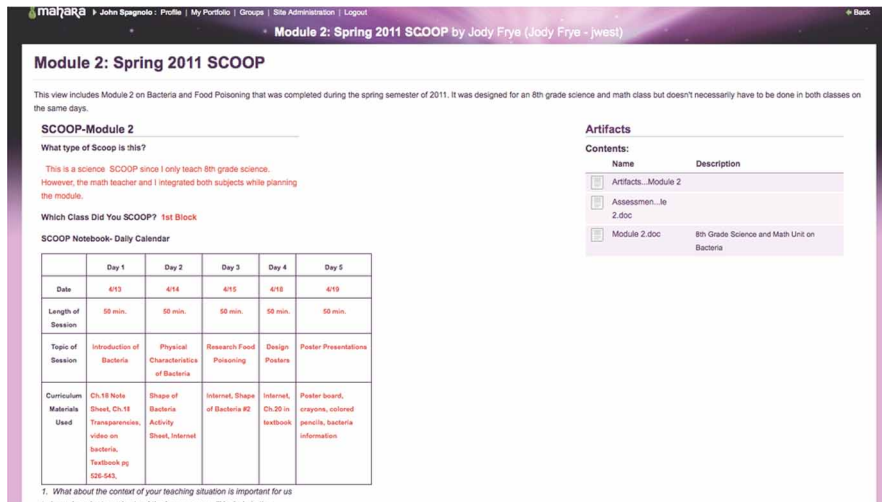 mahara John Spagnolo : Profile | My Portfolio | Groups | Site Administration | Logout
Back
Module 2: Spring 2011 SCOOP by Jody Frye (Jody Frye - jwest)
Module 2: Spring 2011 SCOOP
This view includes Module 2 on Bacteria and Food Poisoning that was completed during the spring semester of 2011. It was designed for an 8th grade science and math class but doesn't necessarily have to be done in both classes on
the same days.
SCOOP-Module 2
What type of Scoop is this?
This is a science SCOOP since I only teach 8th grade science.
However, the math teacher and I integrated both subjects while planning
the module.
Which Class Did You SCOOP? 1st Block
SCOOP Notebook- Daily Calendar
Day 1 Day 2 Day 3 Day 4 Day 5
Date 4/13 4/14 4/15 4/18 4/19
Length of 50 min. 50 min. 50 min. 50 min. 50 min.
Session
Topic of Introduction of Physical Research Food Design Poster Presentations
Session Bacteria Characteristics Poisoning Posters
of Bacteria
Curriculum Ch.18 Note Shape of Internet, Shape Internet, Poster board,
Materials Sheet, Ch.18 Bacteria of Bacteria #2 Ch.20 in crayons, colored
Used Transparencies, Activity textbook pencils, bacteria
video on Sheet, Internet information
bacteria,
Textbook pg
526-543,
1. What about the context of your teaching situation is important for us
Artifacts
Contents:
Name Description
Artifacts...Module 2
Assessmen...le
2.doc
Module 2.doc 8th Grade Science and Math Unit on
Bacteria